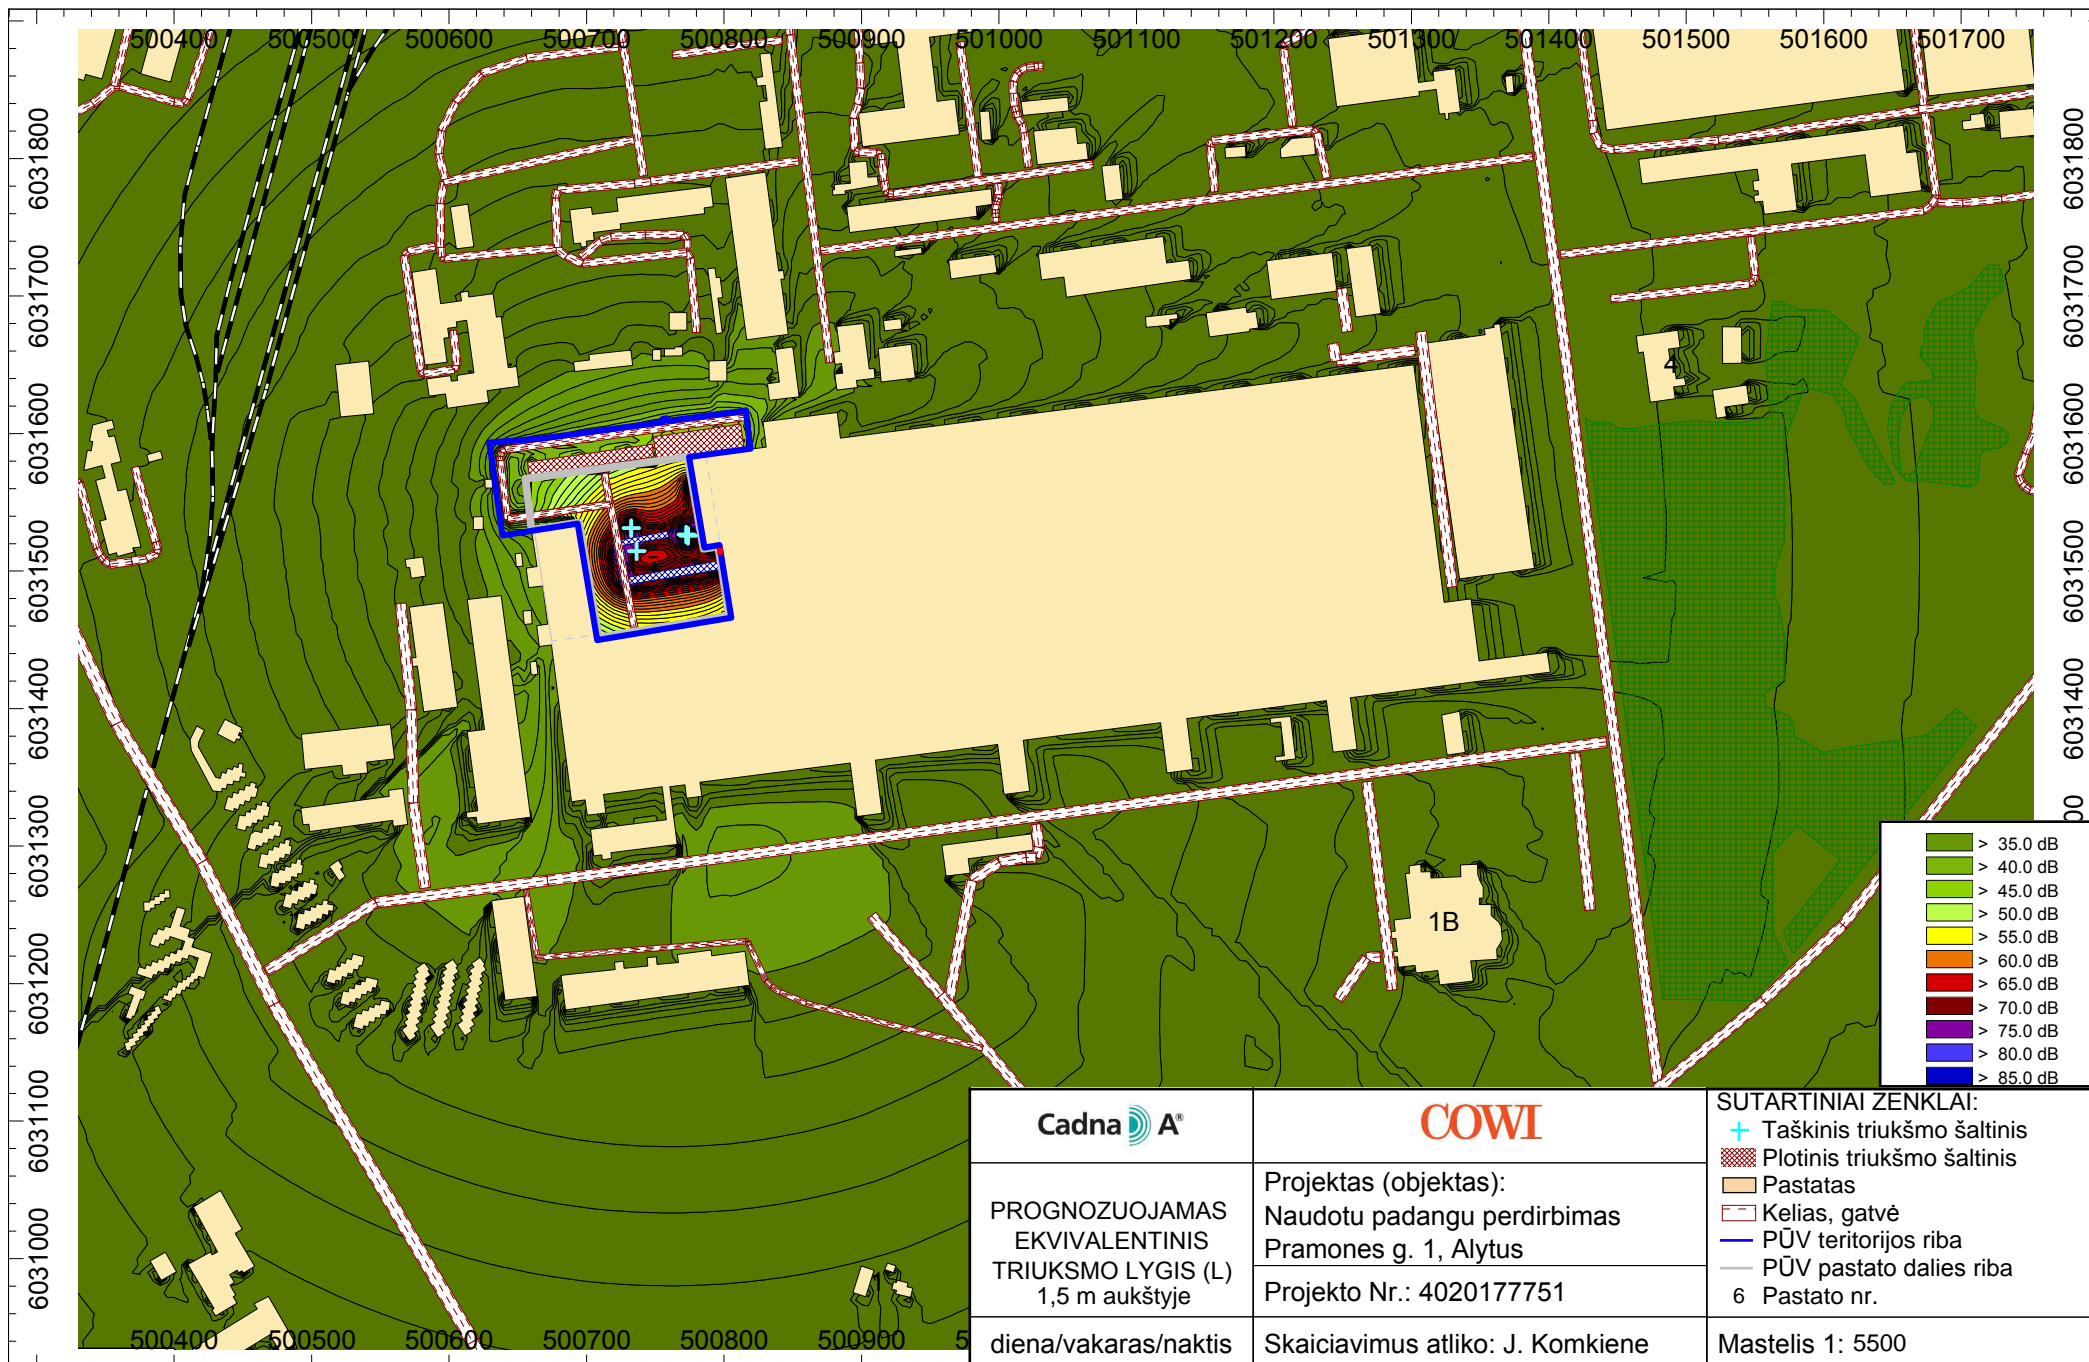 500400 500500 500600 500700 500800 500900 501000 501100 501200 501300 501400 501500 501600 501700
6031800 6031800
6031700 6031700
4
6031600 6031600
6031500 6031500
6031400 6031400
6031300 00
1B
6031200
6031100
6031000
> 35.0 dB
> 40.0 dB
> 45.0 dB
> 50.0 dB
> 55.0 dB
> 60.0 dB
> 65.0 dB
> 70.0 dB
> 75.0 dB
> 80.0 dB
> 85.0 dB
500400 500500 500600 500700 500800 500900 5
Cadna A®
COWI
PROGNOZUOJAMAS
EKVIVALENTINIS
TRIUKSMO LYGIS (L)
1,5 m aukštyje
diena/vakaras/naktis
Projektas (objektas):
Naudotu padangu perdirbimas
Pramones g. 1, Alytus
Projekto Nr.: 4020177751
Skaiciavimus atliko: J. Komkiene
SUTARTINIAI ZENKLAI:
Taškinis triukšmo šaltinis
Plotinis triukšmo šaltinis
Pastatas
Kelias, gatvė
PŪV teritorijos riba
PŪV pastato dalies riba
6 Pastato nr.
Mastelis 1: 5500